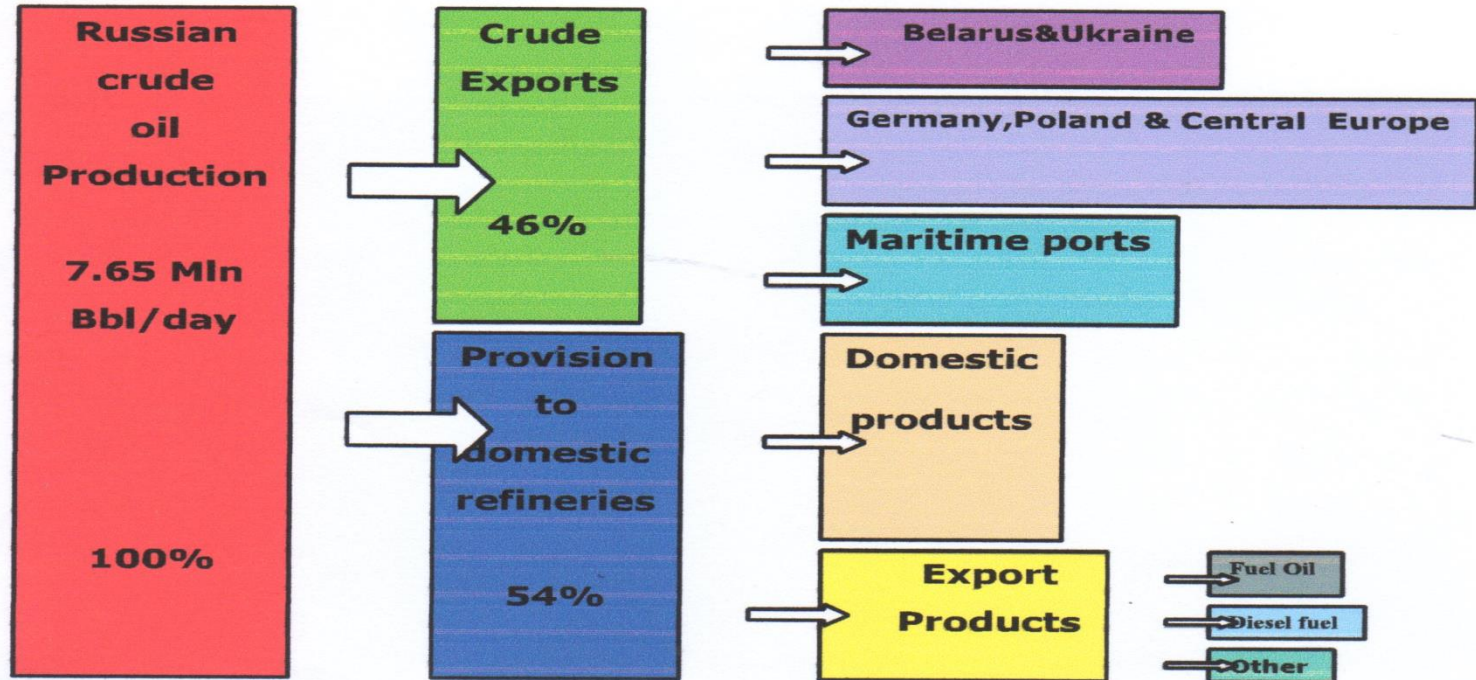 Russian
crude
oil
Production
7.65 Mln
Bbl/day
100%
Crude
Exports
46%
Provision
to
domestic
refineries
54%
Belarus&Ukraine
Germany,Poland & Central Europe
Maritime ports
Domestic
products
Export
Products
Fuel Oil
Diesel fuel
Other